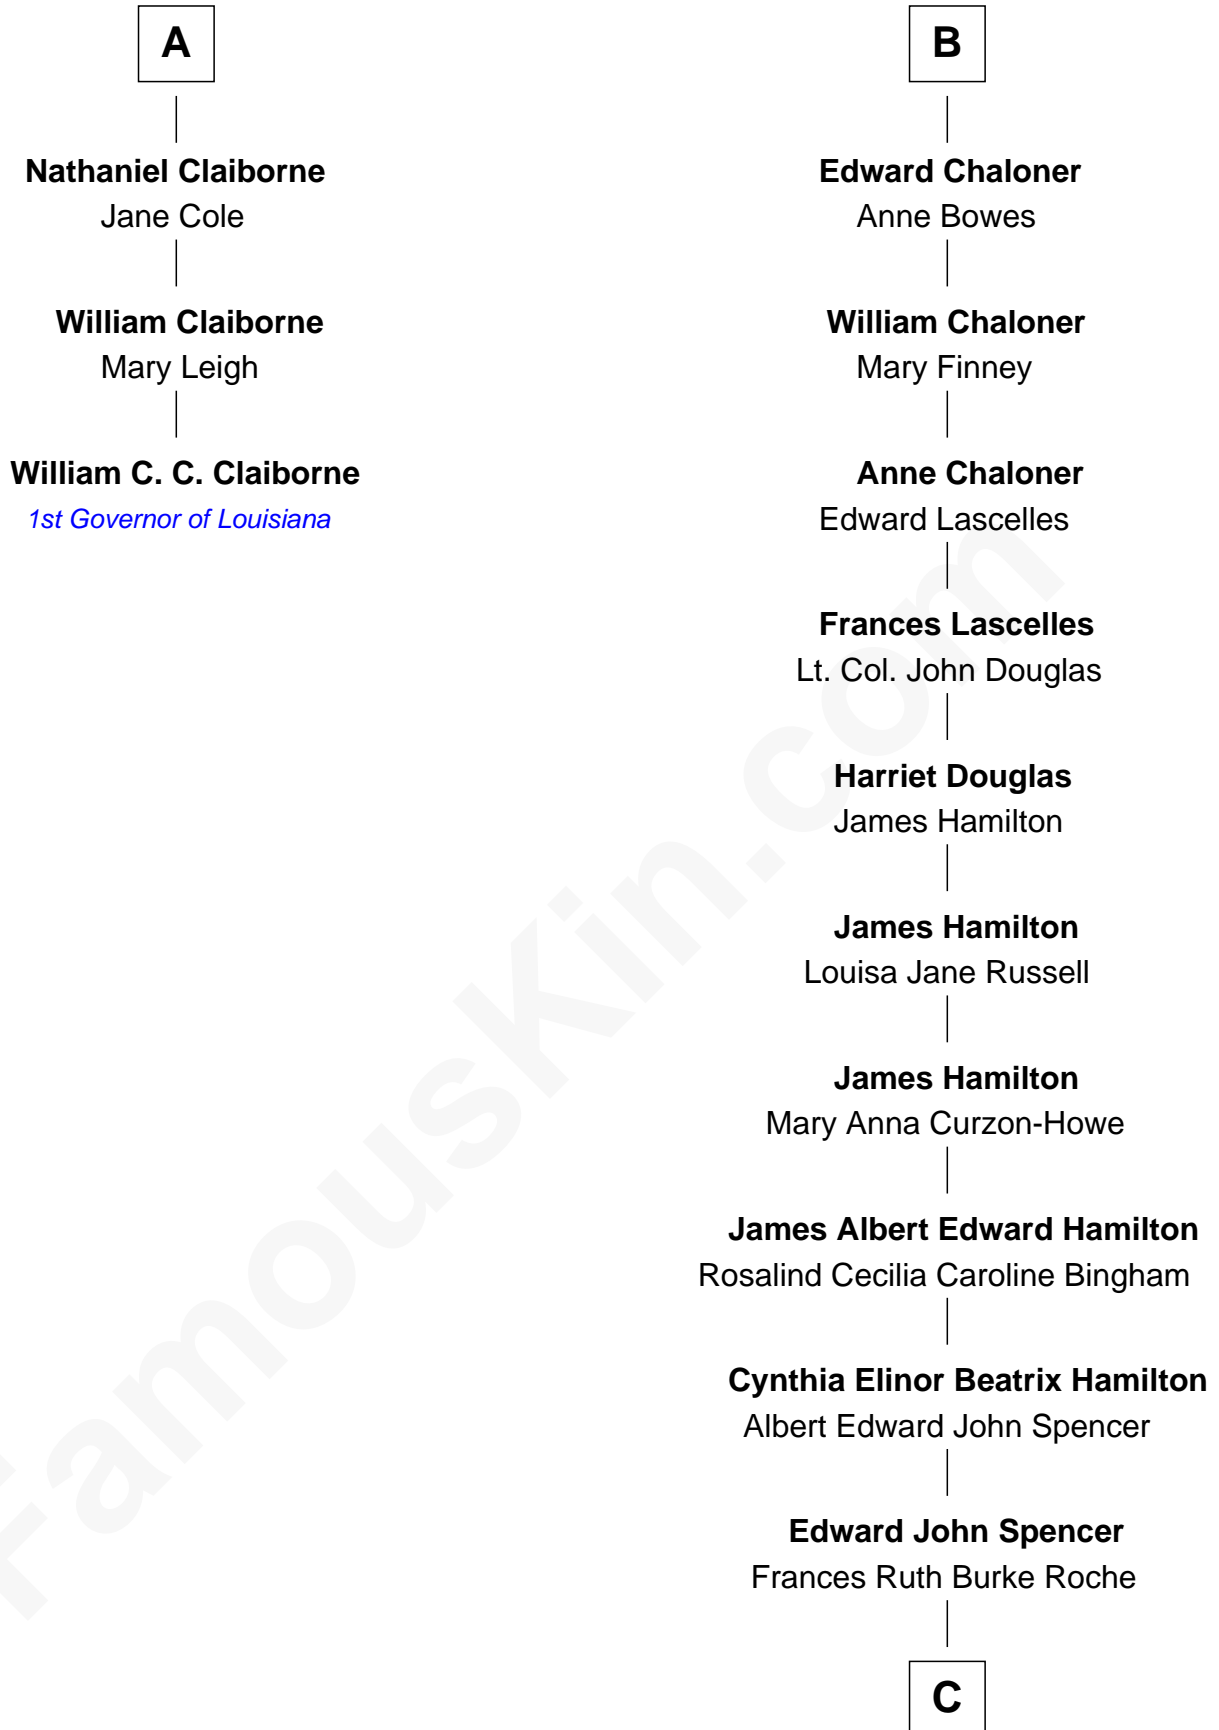 A
Nathaniel Claiborne
Jane Cole
William Claiborne
Mary Leigh
William C. C. Claiborne
1st Governor of Louisiana
B
Edward Chaloner
Anne Bowes
William Chaloner
Mary Finney
Anne Chaloner
Edward Lascelles
Frances Lascelles
Lt. Col. John Douglas
Harriet Douglas
James Hamilton
James Hamilton
Louisa Jane Russell
James Hamilton
Mary Anna Curzon-Howe
James Albert Edward Hamilton
Rosalind Cecilia Caroline Bingham
Cynthia Elinor Beatrix Hamilton
Albert Edward John Spencer
Edward John Spencer
Frances Ruth Burke Roche
C
FamousKin.com